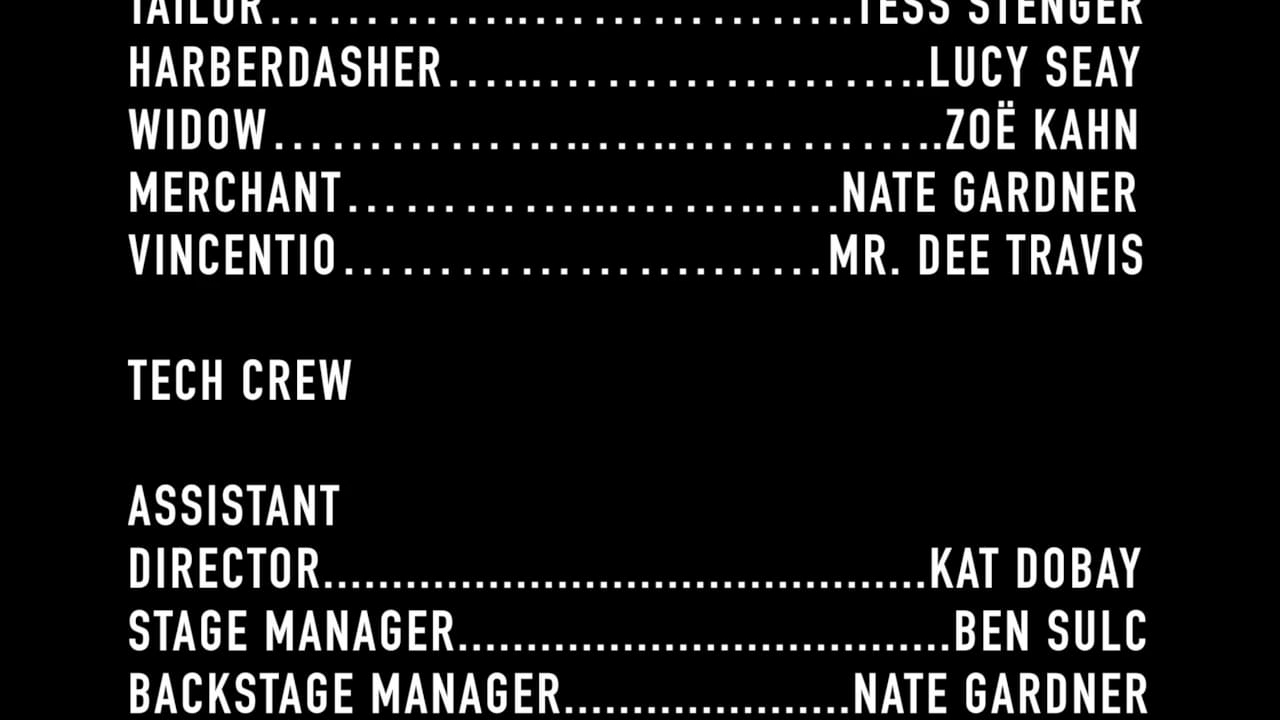 TAILOR……………..………………..TESS STENGER
HARBERDASHER…...…………………..LUCY SEAY
WIDOW……………..…..…………..ZOË KAHN
MERCHANT…………...……..….NATE GARDNER
VINCENTIO……………………….……MR. DEE TRAVIS
TECH CREW
ASSISTANT
DIRECTOR............................................KAT DOBAY
STAGE MANAGER....................................BEN SULC
BACKSTAGE MANAGER.....................NATE GARDNER